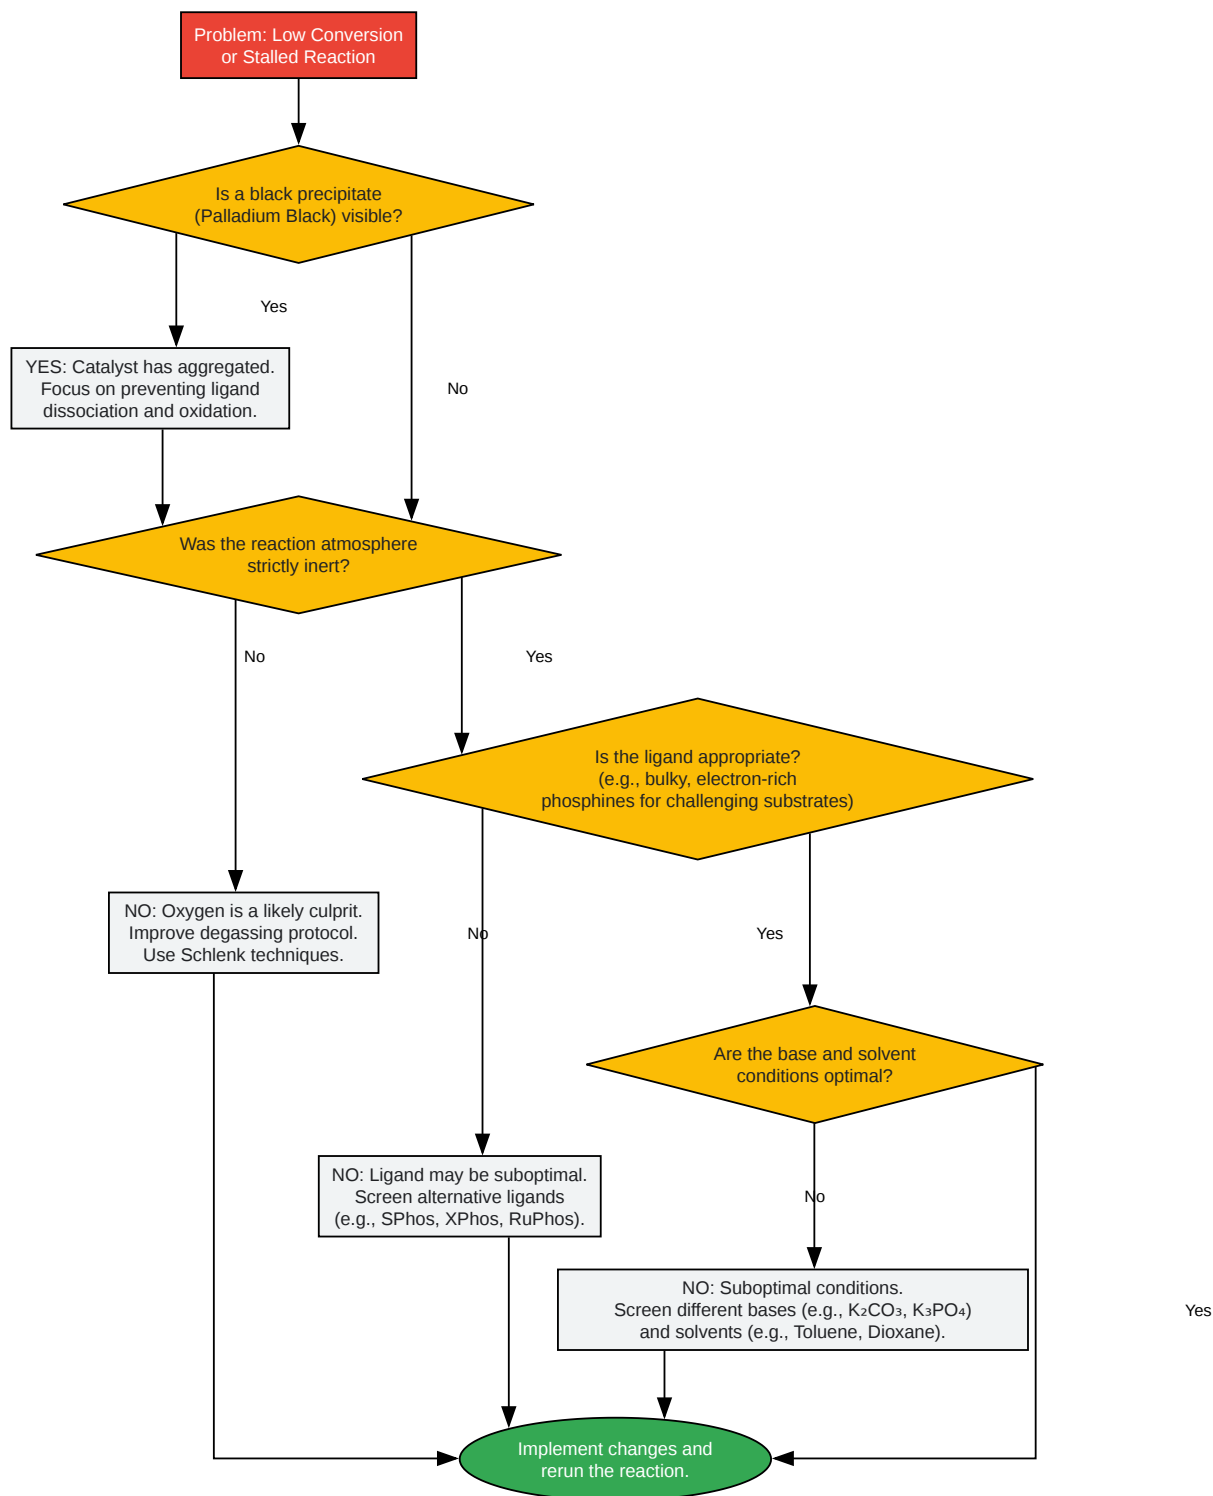 Problem: Low Conversion
or Stalled Reaction
Is a black precipitate
(Palladium Black) visible?
Yes
YES: Catalyst has aggregated.
Focus on preventing ligand
dissociation and oxidation.
No
Was the reaction atmosphere
strictly inert?
No
Yes
Is the ligand appropriate?
(e.g., bulky, electron-rich
phosphines for challenging substrates)
NO: Oxygen is a likely culprit.
Improve degassing protocol.
Use Schlenk techniques.
No
Yes
Are the base and solvent
conditions optimal?
NO: Ligand may be suboptimal.
Screen alternative ligands
(e.g., SPhos, XPhos, RuPhos).
No
NO: Suboptimal conditions.
Screen different bases (e.g., K₂CO₃, K₃PO₄)
and solvents (e.g., Toluene, Dioxane).
Yes
Implement changes and
rerun the reaction.